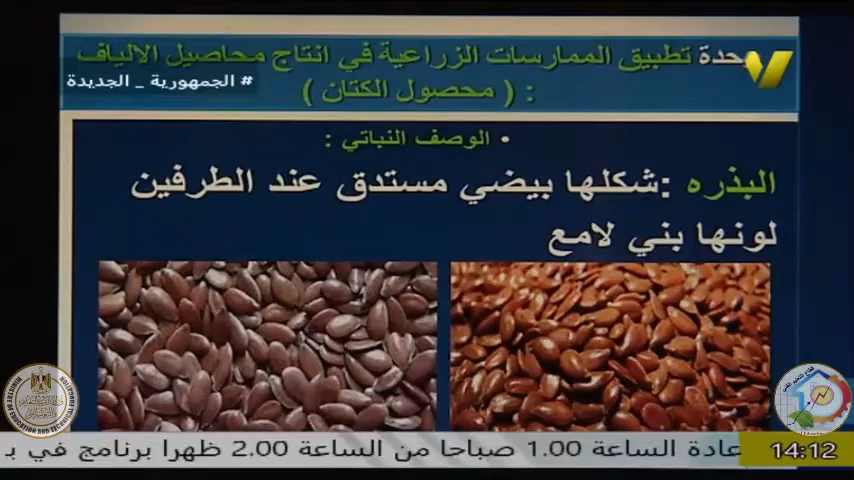 وحدة تطبيق الممارسات الزراعية في انتاج محاصيل الالياف
# الجمهورية _ الجديدة
: ( محصول الكتان )
• الوصف النباتي :
البذره :شكلها بيضي مستدق عند الطرفين
لونها بني لامع
عادة الساعة 1.00 صباحا من الساعة 2.00 ظهرا برنامج في بـ
14:12